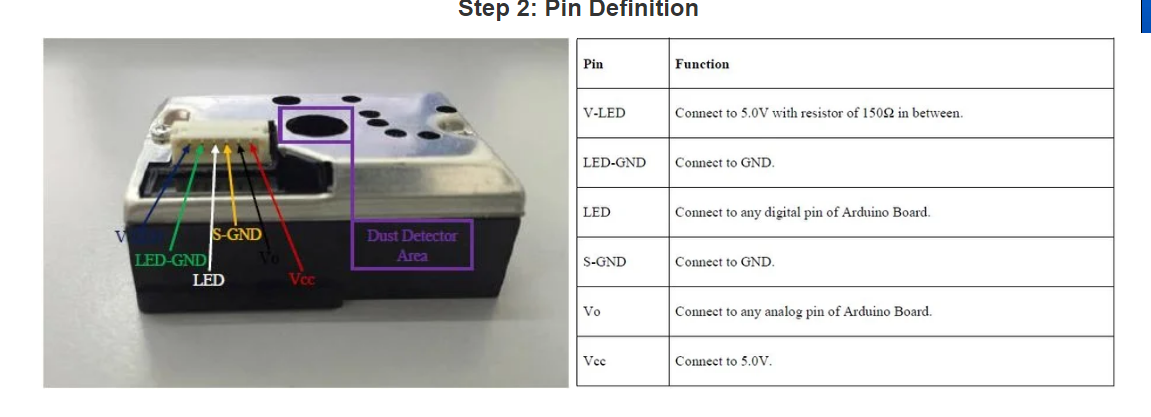 Step 2: Pin Definition
S-GND
LED-GND
Vo
LED
Vcc
Dust Detector
Area
Pin Function
V-LED Connect to 5.0V with resistor of 150Ω in between.
LED-GND Connect to GND.
LED Connect to any digital pin of Arduino Board.
S-GND Connect to GND.
Vo Connect to any analog pin of Arduino Board.
Vcc Connect to 5.0V.